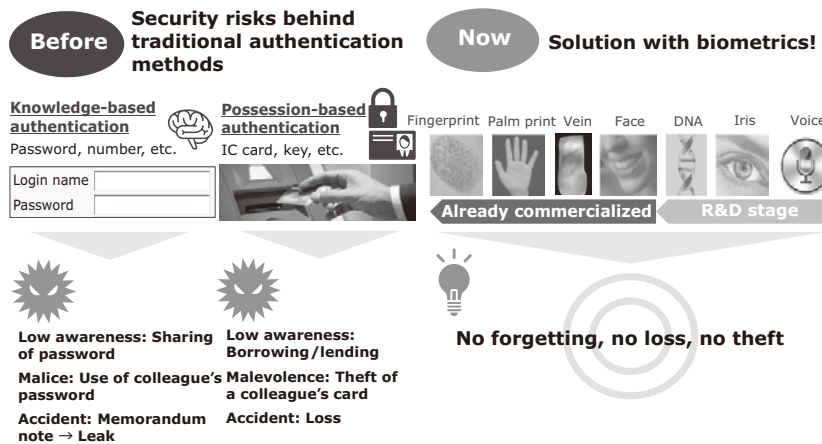 Before
Security risks behind
traditional authentication
methods
Knowledge-based
authentication
Password, number, etc.
Login name
Password
Possession-based
authentication
IC card, key, etc.
Low awareness: Sharing
of password
Malice: Use of colleague's
password
Accident: Memorandum
note → Leak
Low awareness:
Borrowing/lending
Malevolence: Theft of
a colleague's card
Accident: Loss
Now
Solution with biometrics!
Fingerprint Palm print Vein Face DNA Iris Voice
Already commercialized
R&D stage
No forgetting, no loss, no theft